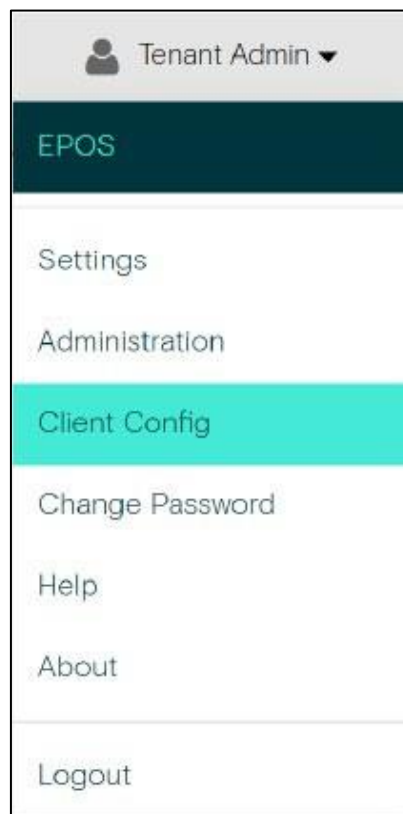 Tenant Admin
EPOS
Settings
Administration
Client Config
Change Password
Help
About
Logout